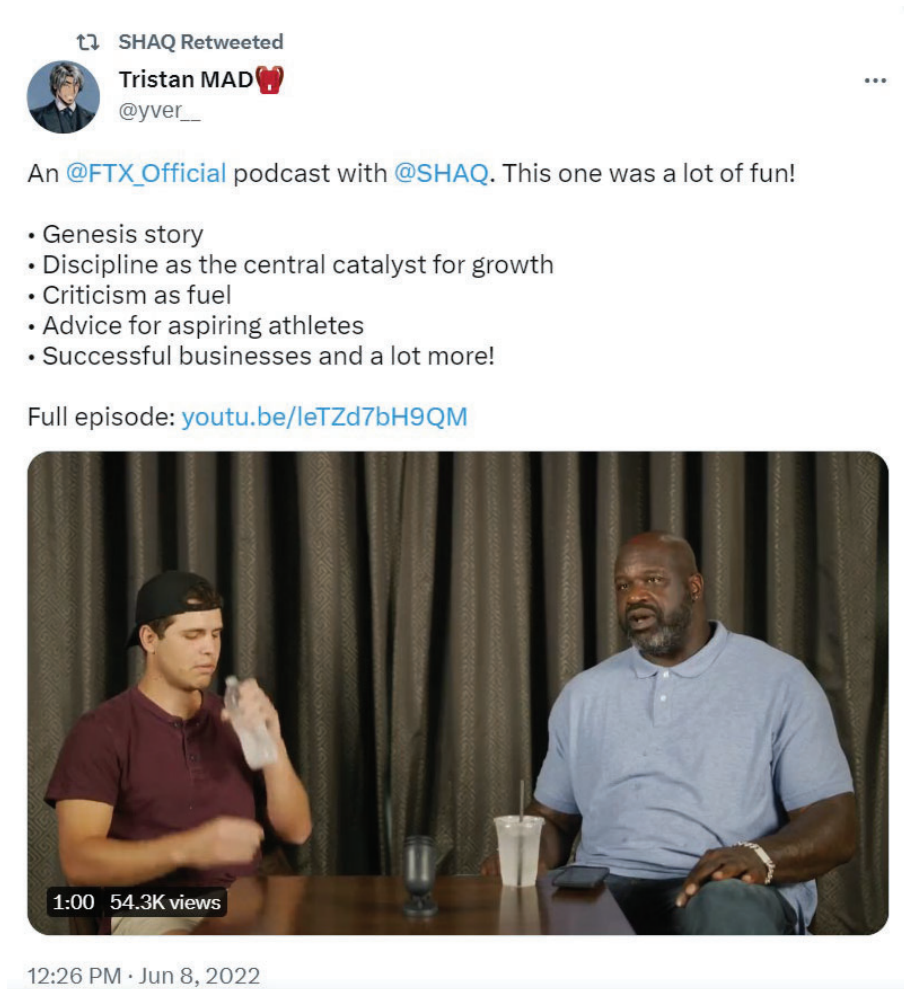 SHAQ Retweeted
Tristan MAD
@yver__
An @FTX_Official podcast with @SHAQ. This one was a lot of fun!
• Genesis story
• Discipline as the central catalyst for growth
• Criticism as fuel
• Advice for aspiring athletes
• Successful businesses and a lot more!
Full episode: youtu.be/leTZd7bH9QM
1:00 54.3K views
12:26 PM · Jun 8, 2022